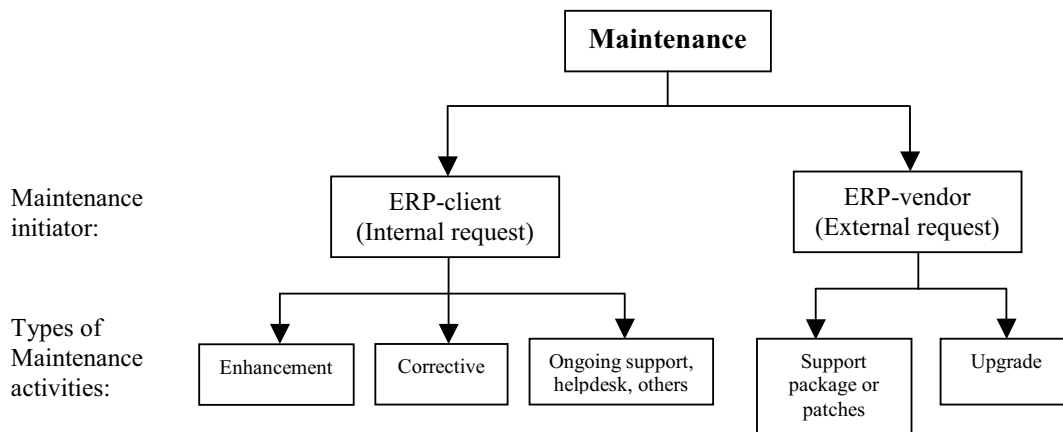 Maintenance
Maintenance
initiator:
ERP-client
(Internal request)
ERP-vendor
(External request)
Types of
Maintenance
activities:
Enhancement
Corrective
Ongoing support,
helpdesk, others
Support
package or
patches
Upgrade